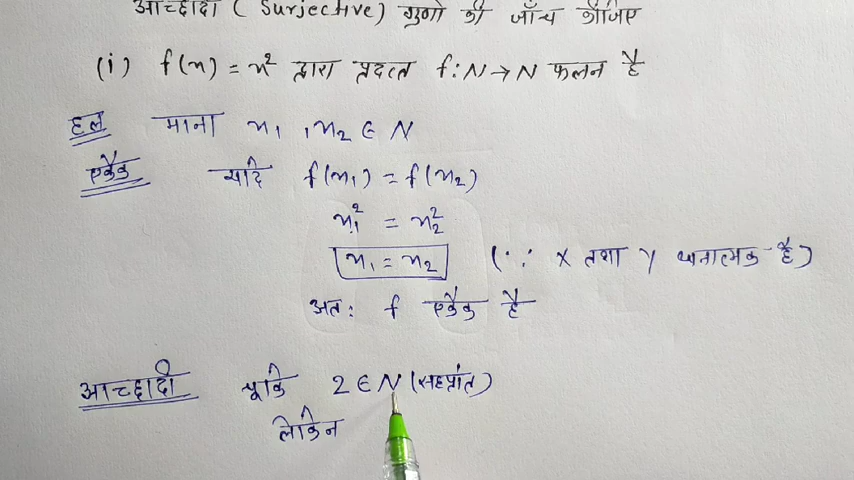 आच्छादी ( Surjective) गुणो की जाँच कीजिए
(i) f(x) = x² द्वारा प्रदत्त f: N → N फलन है
हल माना x₁ , x₂ ∈ N
एकैक यदि f(x₁) = f(x₂)
x₁² = x₂²
x₁ = x₂ (∵ x तथा y धनात्मक है)
अतः f एकैक है
आच्छादी चूकि 2 ∈ N (सहप्रांत)
लेकिन